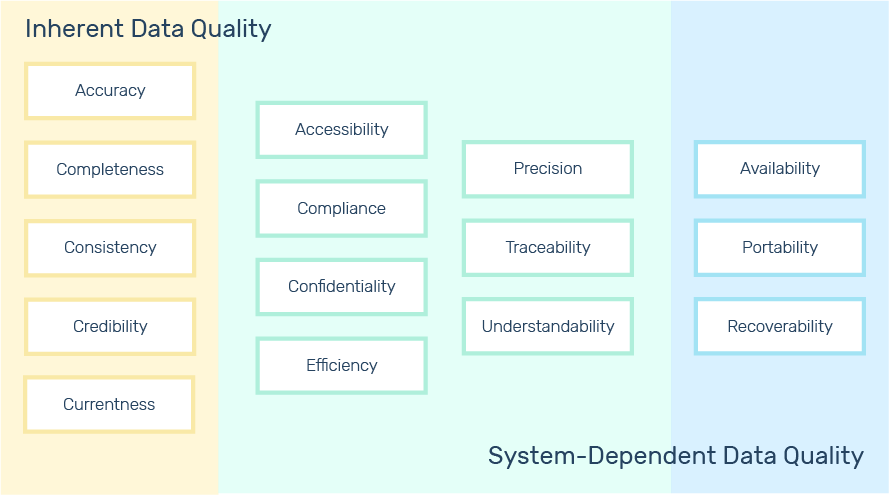 Inherent Data Quality
Accuracy
Completeness
Consistency
Credibility
Currentness
Accessibility
Compliance
Confidentiality
Efficiency
Precision
Traceability
Understandability
Availability
Portability
Recoverability
System-Dependent Data Quality